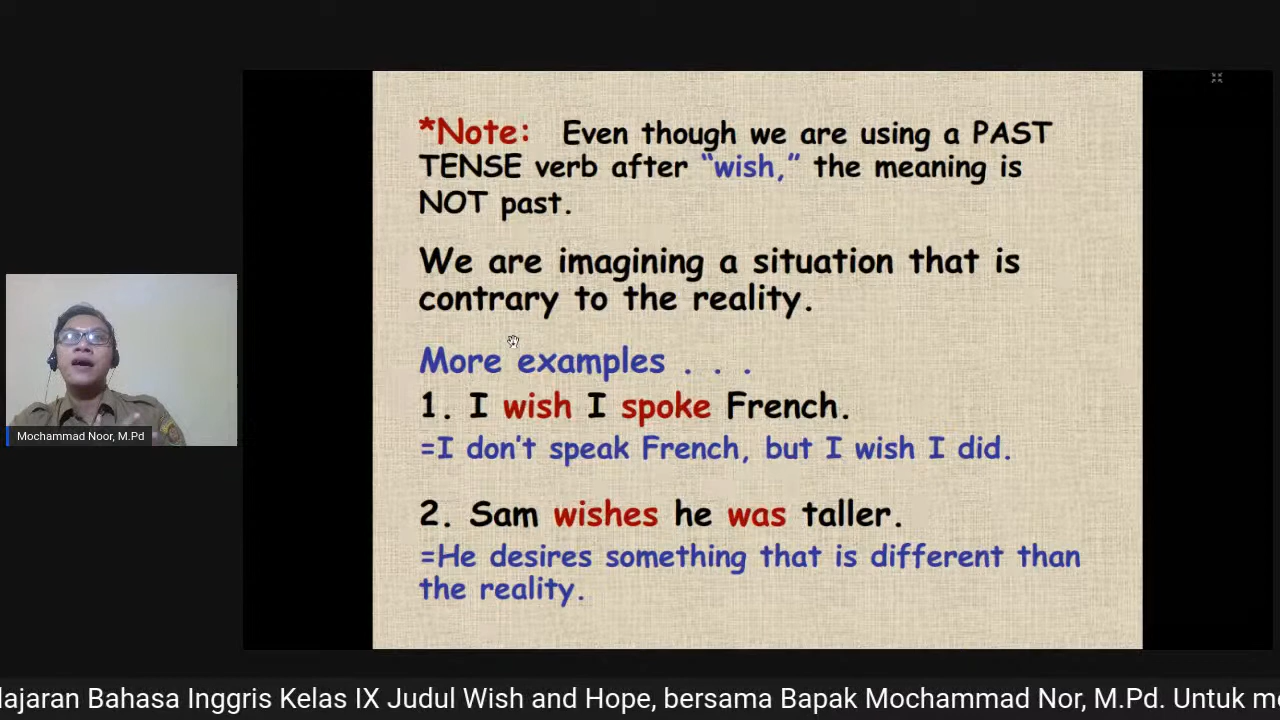 *Note: Even though we are using a PAST
TENSE verb after “wish,” the meaning is
NOT past.
We are imagining a situation that is
contrary to the reality.
More examples . . .
1. I wish I spoke French.
=I don’t speak French, but I wish I did.
2. Sam wishes he was taller.
=He desires something that is different than
the reality.
Mochammad Noor, M.Pd
lajaran Bahasa Inggris Kelas IX Judul Wish and Hope, bersama Bapak Mochammad Nor, M.Pd. Untuk me